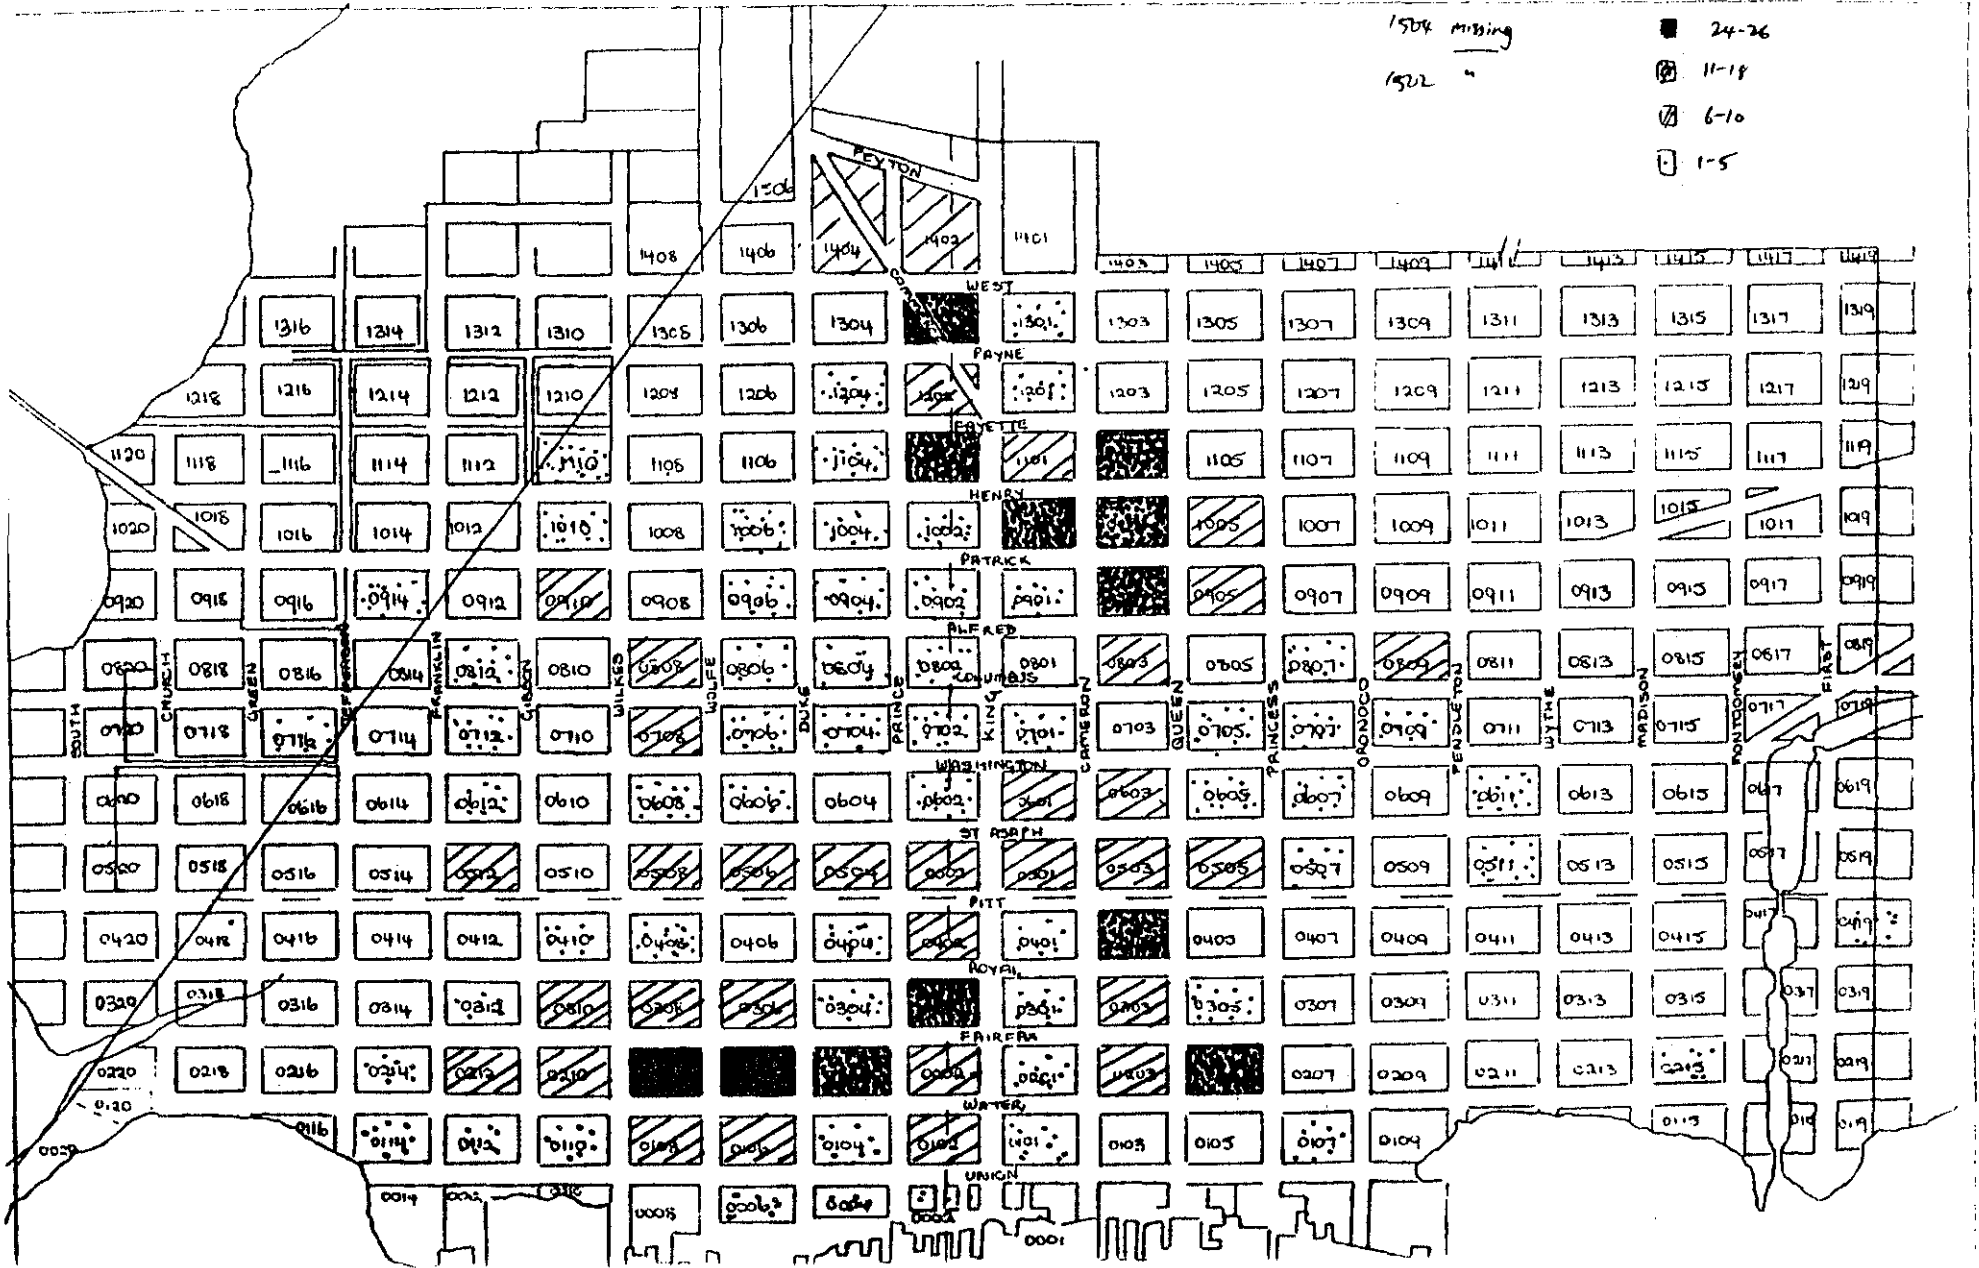 1504 missing
1502 "
24-26
11-18
6-10
1-5
PEYTON
1506
1408 1406 1404 1402 1401
1403 1405 1407 1409 1413 1415 1417 1419
COMM
WEST
1316 1314 1312 1310 1308 1306 1304 1301 1303 1305 1307 1309 1311 1313 1315 1317 1319
PAYNE
1218 1216 1214 1212 1210 1208 1206 1204 1202 1201 1203 1205 1207 1209 1211 1213 1215 1217 1219
FAYETTE
1120 1118 1116 1114 1112 1110 1108 1106 1104 1101 1105 1107 1109 1111 1113 1115 1117 1119
HENRY
1020 1018 1016 1014 1012 1010 1008 1006 1004 1002 1005 1007 1009 1011 1013 1015 1017 1019
PATRICK
0920 0918 0916 0914 0912 0910 0908 0906 0904 0902 0901 0905 0907 0909 0911 0913 0915 0917 0919
ALFRED
0820 0818 0816 0814 0812 0810 0808 0806 0804 0802 0801 0803 0805 0807 0809 0811 0813 0815 0817 0819
COLUMBUS
SOUTH CHURCH GREEN JEFFERSON FRANKLIN GIBBON WILKES WOLFE DUKE PRINCE KING CAMERON QUEEN PRINCESS ORONOCO PENDLETON WYTHE MADISON MONTGOMEY FIRST
0720 0718 0716 0714 0712 0710 0708 0706 0704 0702 0701 0703 0705 0707 0709 0711 0713 0715 0717 0719
WASHINGTON
0620 0618 0616 0614 0612 0610 0608 0606 0604 0602 0601 0603 0605 0607 0609 0611 0613 0615 0617 0619
ST ASAPH
0520 0518 0516 0514 0512 0510 0508 0506 0504 0502 0501 0503 0505 0507 0509 0511 0513 0515 0517 0519
PITT
0420 0418 0416 0414 0412 0410 0408 0406 0404 0402 0401 0405 0407 0409 0411 0413 0415 0417 0419
ROYAL
0320 0318 0316 0314 0312 0310 0308 0306 0304 0301 0303 0305 0307 0309 0311 0313 0315 0317 0319
FAIRFAX
0220 0218 0216 0214 0212 0210 0202 0201 0203 0207 0209 0211 0213 0215 0217 0219
WATER
0120
0116 0114 0112 0110 0108 0106 0104 0102 0101 0103 0105 0107 0109 0115 0119
0020
UNION
0014 0008 0006 0004 0002 0001